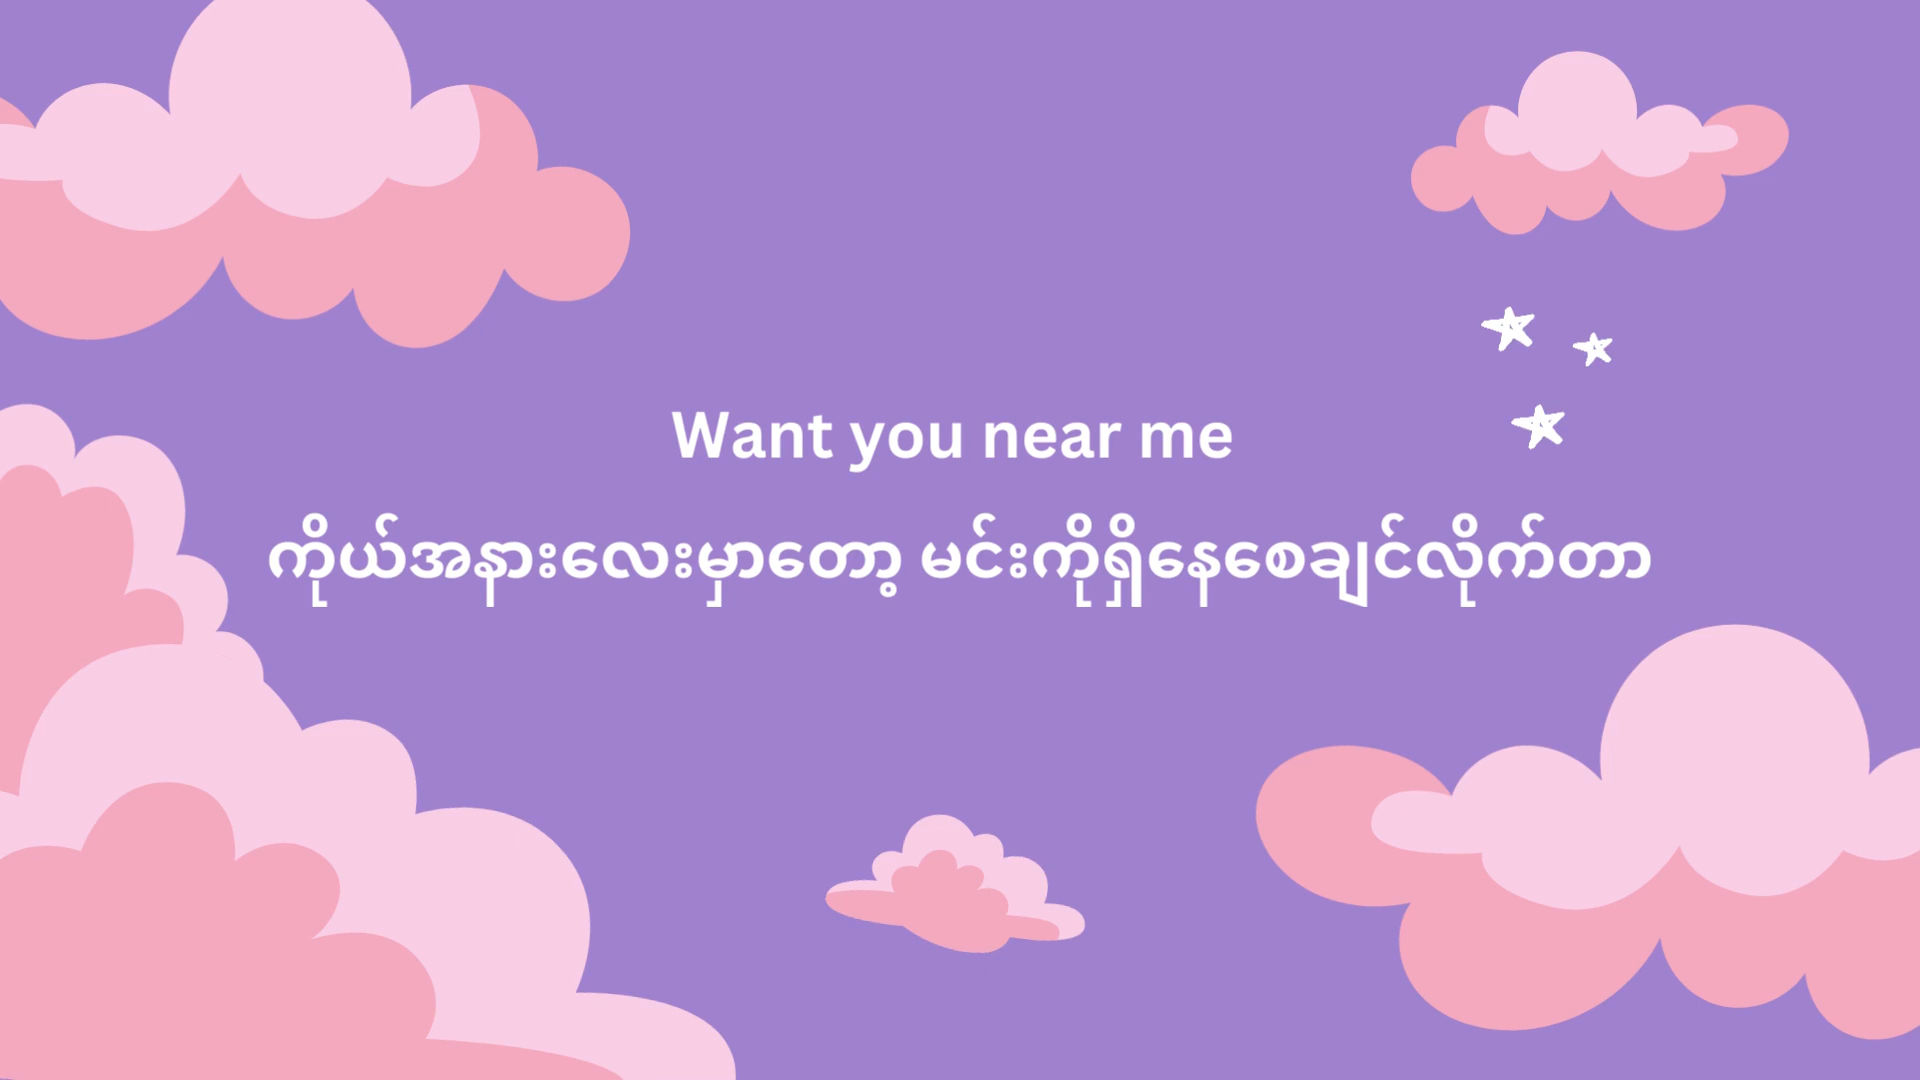 Want you near me
ကိုယ်အနားလေးမှာတော့ မင်းကိုရှိနေစေချင်လိုက်တာ